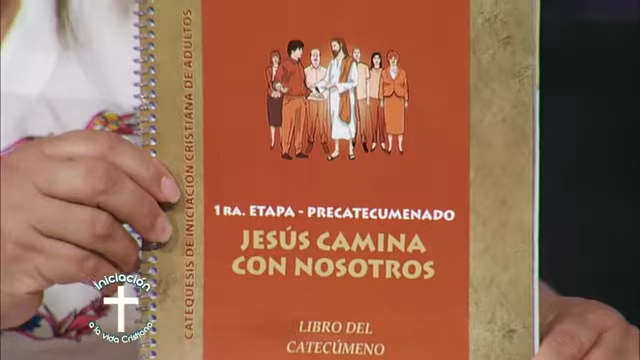 CATEQUESIS DE INICIACIÓN CRISTIANA DE ADULTOS
1RA. ETAPA - PRECATECUMENADO
JESÚS CAMINA
CON NOSOTROS
LIBRO DEL
CATECÚMENO
iniciación
a la vida Cristiana